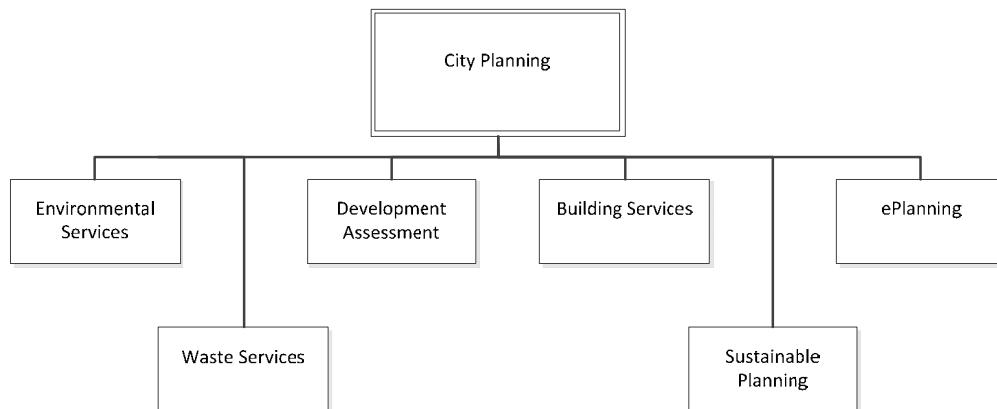 City Planning
Environmental
Services
Development
Assessment
Building Services
ePlanning
Waste Services
Sustainable
Planning